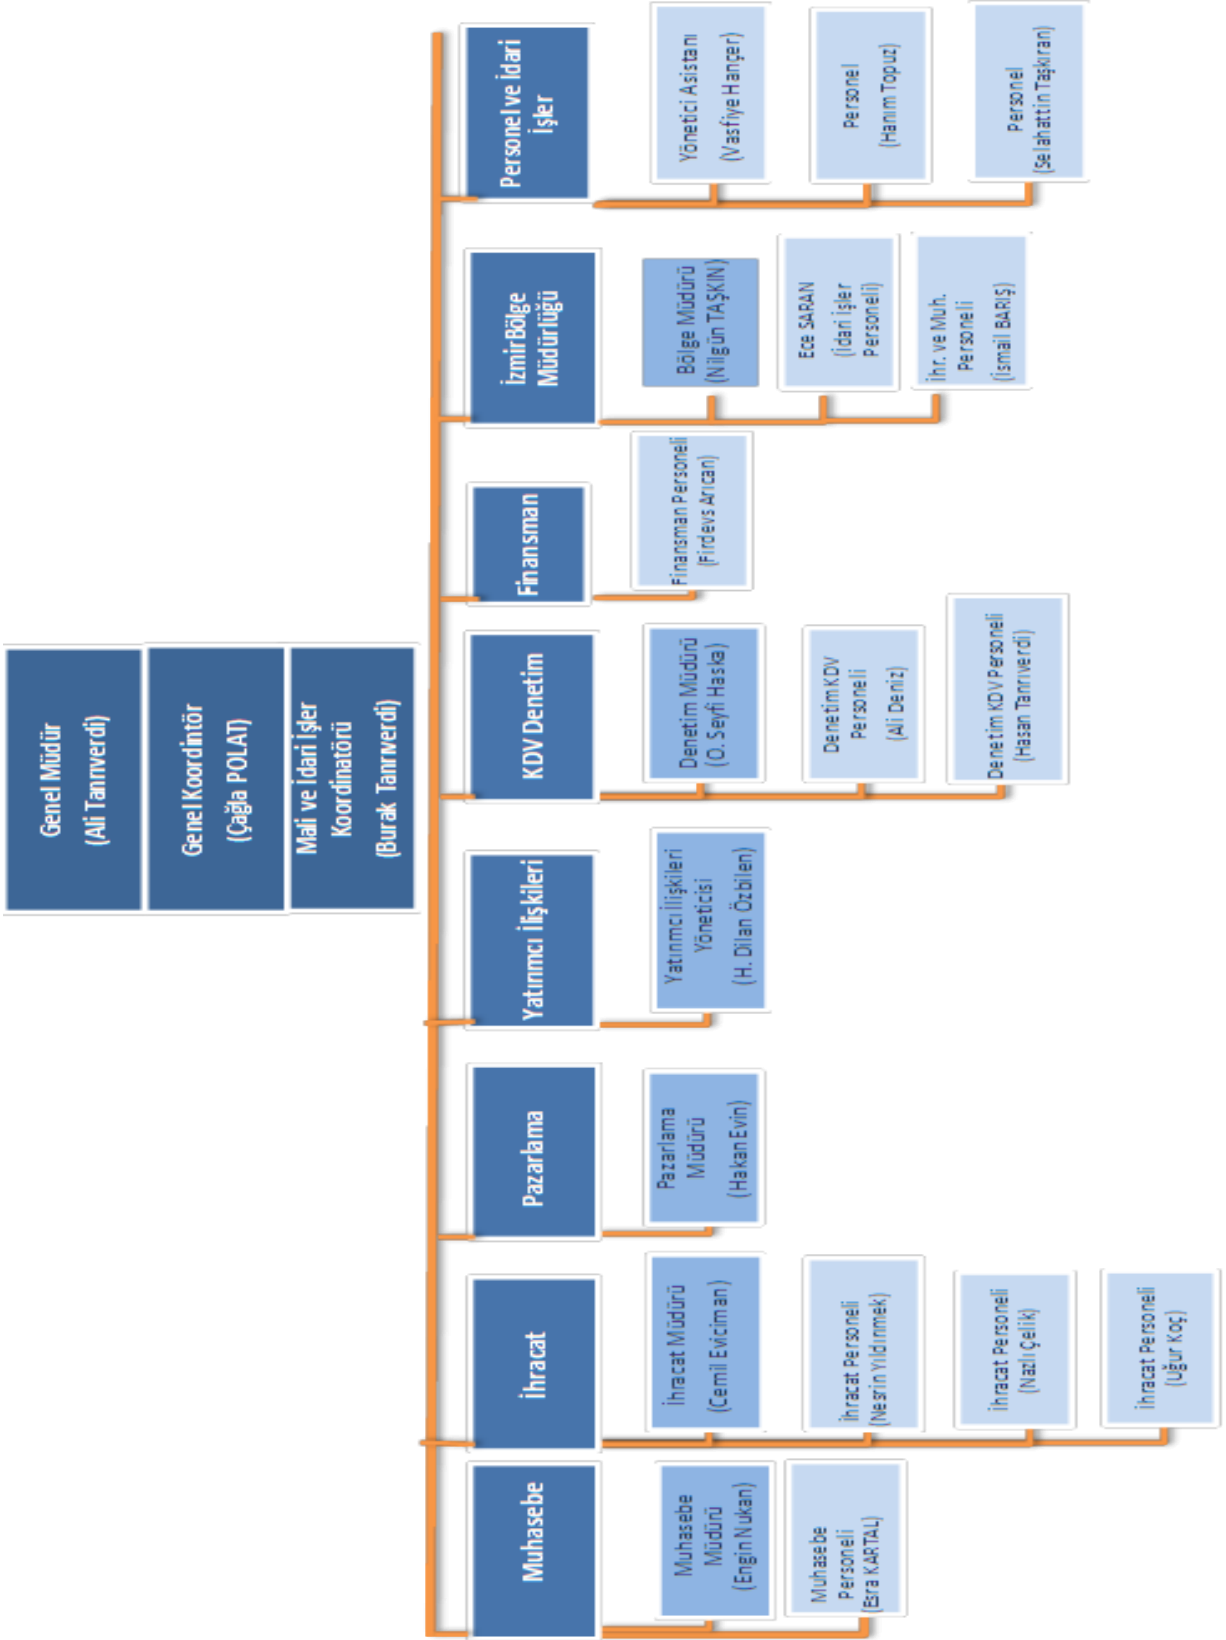 Genel Müdür
(Ali Tanrıverdi)
Genel Koordintör
(Çağla POLAT)
Mali ve İdari İşler
Koordinatörü
(Burak Tanrıverdi)
Muhasebe
Muhasebe
Müdürü
(Engin Nukan)
Muhasebe
Personeli
(Esra KARTAL)
İhracat
İhracat Müdürü
(Cemil Eviciman)
İhracat Personeli
(Nesrin Yıldırımek)
İhracat Personeli
(Nazlı Çelik)
İhracat Personeli
(Uğur Koç)
Pazarlama
Pazarlama
Müdürü
(Hakan Evin)
Yatırımcı İlişkileri
Yatırımcı İlişkileri
Yöneticisi
(H. Dilan Özbilen)
KDV Denetim
Denetim Müdürü
(O. Seyfi Haska)
Denetim KDV
Personeli
(Ali Deniz)
Denetim KDV Personeli
(Hasan Tanrıverdi)
Finansman
Finansman Personeli
(Firdevs Arıcan)
İzmir Bölge
Müdürlüğü
Bölge Müdürü
(Nilgün TAŞKIN)
Ece SARAN
(İdari İşler
Personeli)
İhr. ve Muh.
Personeli
(İsmail BARIŞ)
Personel ve İdari
İşler
Yönetici Asistanı
(Vasfiye Hançer)
Personel
(Hanım Topuz)
Personel
(Selahattin Taşkıran)